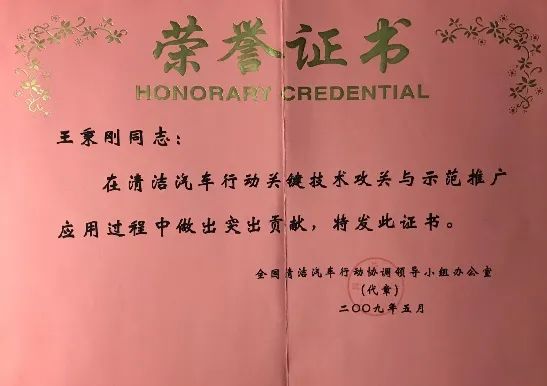 荣誉证书
HONORARY CREDENTIAL
王秉刚同志：
在清洁汽车行动关键技术攻关与示范推广
应用过程中做出突出贡献，特发此证书。
全国清洁汽车行动协调领导小组办公室
(代章)
二〇〇九年五月